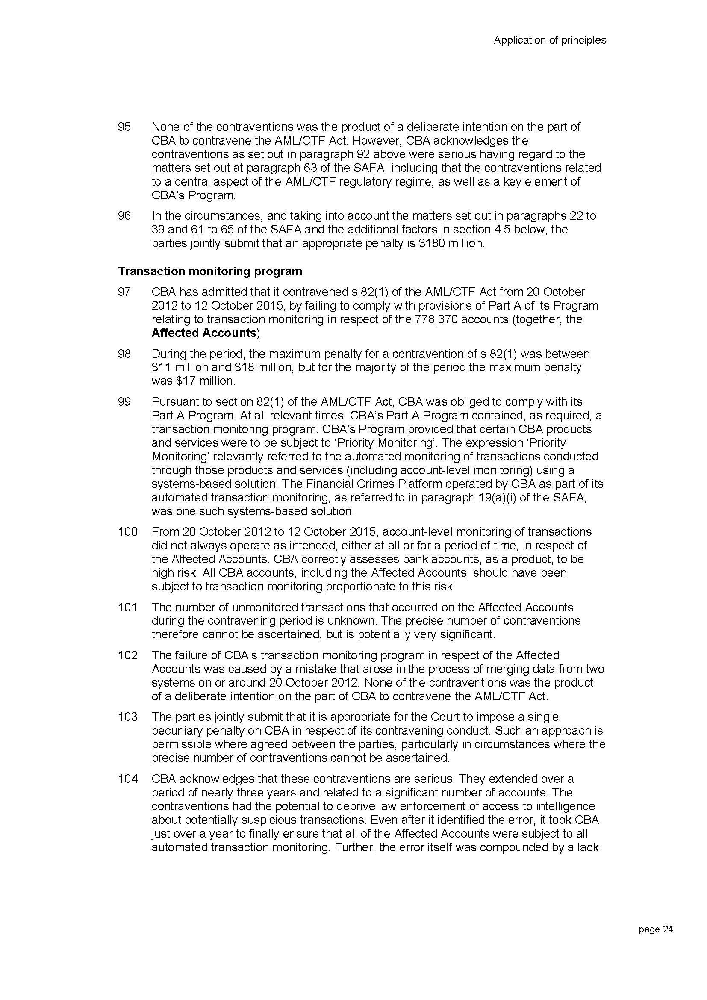 Application of principles
95 None of the contraventions was the product of a deliberate intention on the part of
CBA to contravene the AML/CTF Act. However, CBA acknowledges the
contraventions as set out in paragraph 92 above were serious having regard to the
matters set out at paragraph 63 of the SAFA, including that the contraventions related
to a central aspect of the AML/CTF regulatory regime, as well as a key element of
CBA's Program.
96 In the circumstances, and taking into account the matters set out in paragraphs 22 to
39 and 61 to 65 of the SAFA and the additional factors in section 4.5 below, the
parties jointly submit that an appropriate penalty is $180 million.
Transaction monitoring program
97 CBA has admitted that it contravened s 82(1) of the AML/CTF Act from 20 October
2012 to 12 October 2015, by failing to comply with provisions of Part A of its Program
relating to transaction monitoring in respect of the 778,370 accounts (together, the
Affected Accounts).
98 During the period, the maximum penalty for a contravention of s 82(1) was between
$11 million and $18 million, but for the majority of the period the maximum penalty
was $17 million.
99 Pursuant to section 82(1) of the AML/CTF Act, CBA was obliged to comply with its
Part A Program. At all relevant times, CBA's Part A Program contained, as required, a
transaction monitoring program. CBA's Program provided that certain CBA products
and services were to be subject to 'Priority Monitoring'. The expression 'Priority
Monitoring' relevantly referred to the automated monitoring of transactions conducted
through those products and services (including account-level monitoring) using a
systems-based solution. The Financial Crimes Platform operated by CBA as part of its
automated transaction monitoring, as referred to in paragraph 19(a)(i) of the SAFA,
was one such systems-based solution.
100 From 20 October 2012 to 12 October 2015, account-level monitoring of transactions
did not always operate as intended, either at all or for a period of time, in respect of
the Affected Accounts. CBA correctly assesses bank accounts, as a product, to be
high risk. All CBA accounts, including the Affected Accounts, should have been
subject to transaction monitoring proportionate to this risk.
101 The number of unmonitored transactions that occurred on the Affected Accounts
during the contravening period is unknown. The precise number of contraventions
therefore cannot be ascertained, but is potentially very significant.
102 The failure of CBA's transaction monitoring program in respect of the Affected
Accounts was caused by a mistake that arose in the process of merging data from two
systems on or around 20 October 2012. None of the contraventions was the product
of a deliberate intention on the part of CBA to contravene the AML/CTF Act.
103 The parties jointly submit that it is appropriate for the Court to impose a single
pecuniary penalty on CBA in respect of its contravening conduct. Such an approach is
permissible where agreed between the parties, particularly in circumstances where the
precise number of contraventions cannot be ascertained.
104 CBA acknowledges that these contraventions are serious. They extended over a
period of nearly three years and related to a significant number of accounts. The
contraventions had the potential to deprive law enforcement of access to intelligence
about potentially suspicious transactions. Even after it identified the error, it took CBA
just over a year to finally ensure that all of the Affected Accounts were subject to all
automated transaction monitoring. Further, the error itself was compounded by a lack
page 24